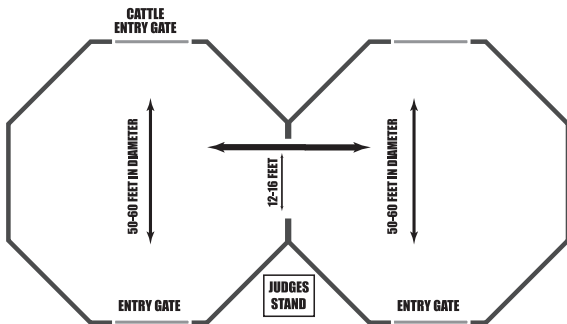 CATTLE
ENTRY GATE
50-60 FEET IN DIAMETER
12-16 FEET
50-60 FEET IN DIAMETER
ENTRY GATE
JUDGES
STAND
ENTRY GATE